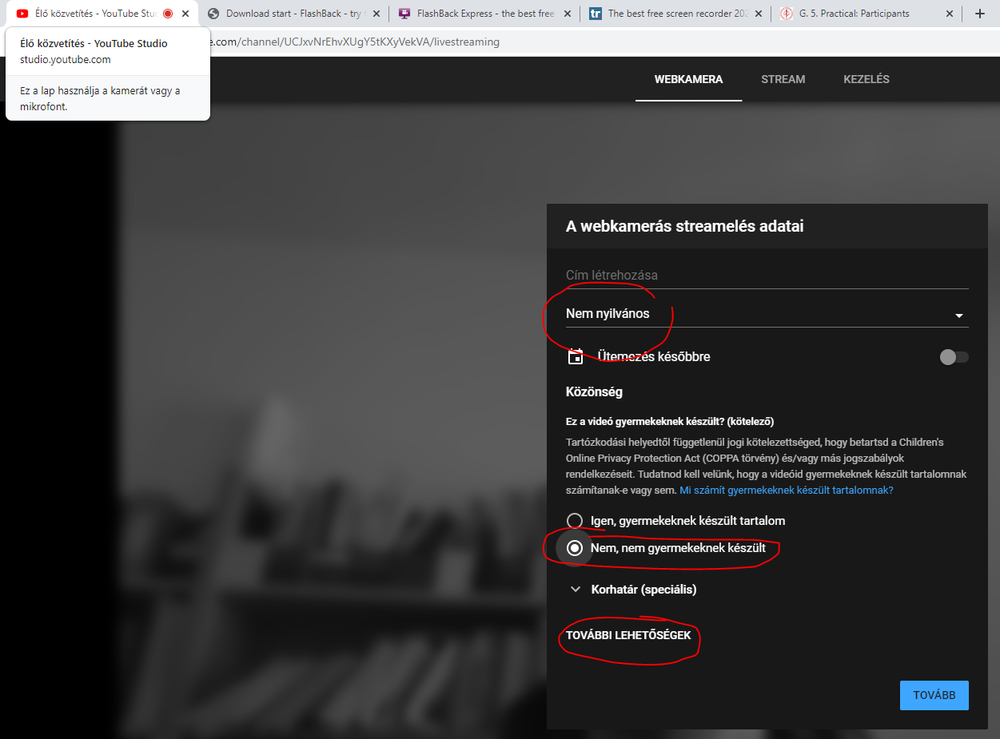 Élő közvetítés - YouTube Stu
Download start - FlashBack - try
FlashBack Express - the best free
tr
The best free screen recorder 202
G. 5. Practical: Participants
Élő közvetítés - YouTube Studio
studio.youtube.com
Ez a lap használja a kamerát vagy a
mikrofont.
e.com/channel/UCJxvNrEhvXUgY5tKXyVekVA/livestreaming
WEBKAMERA
STREAM
KEZELÉS
A webkamerás streamelés adatai
Cím létrehozása
Nem nyilvános
Ütemezés későbbre
Közönség
Ez a videó gyermekeknek készült? (kötelező)
Tartózkodási helyedtől függetlenül jogi kötelezettséged, hogy betartsd a Children's
Online Privacy Protection Act (COPPA törvény) és/vagy más jogszabályok
rendelkezéseit. Tudatnod kell velünk, hogy a videóid gyermekeknek készült tartalomnak
számítanak-e vagy sem. Mi számít gyermekeknek készült tartalomnak?
Igen, gyermekeknek készült tartalom
Nem, nem gyermekeknek készült
Korhatár (speciális)
TOVÁBBI LEHETŐSÉGEK
TOVÁBB